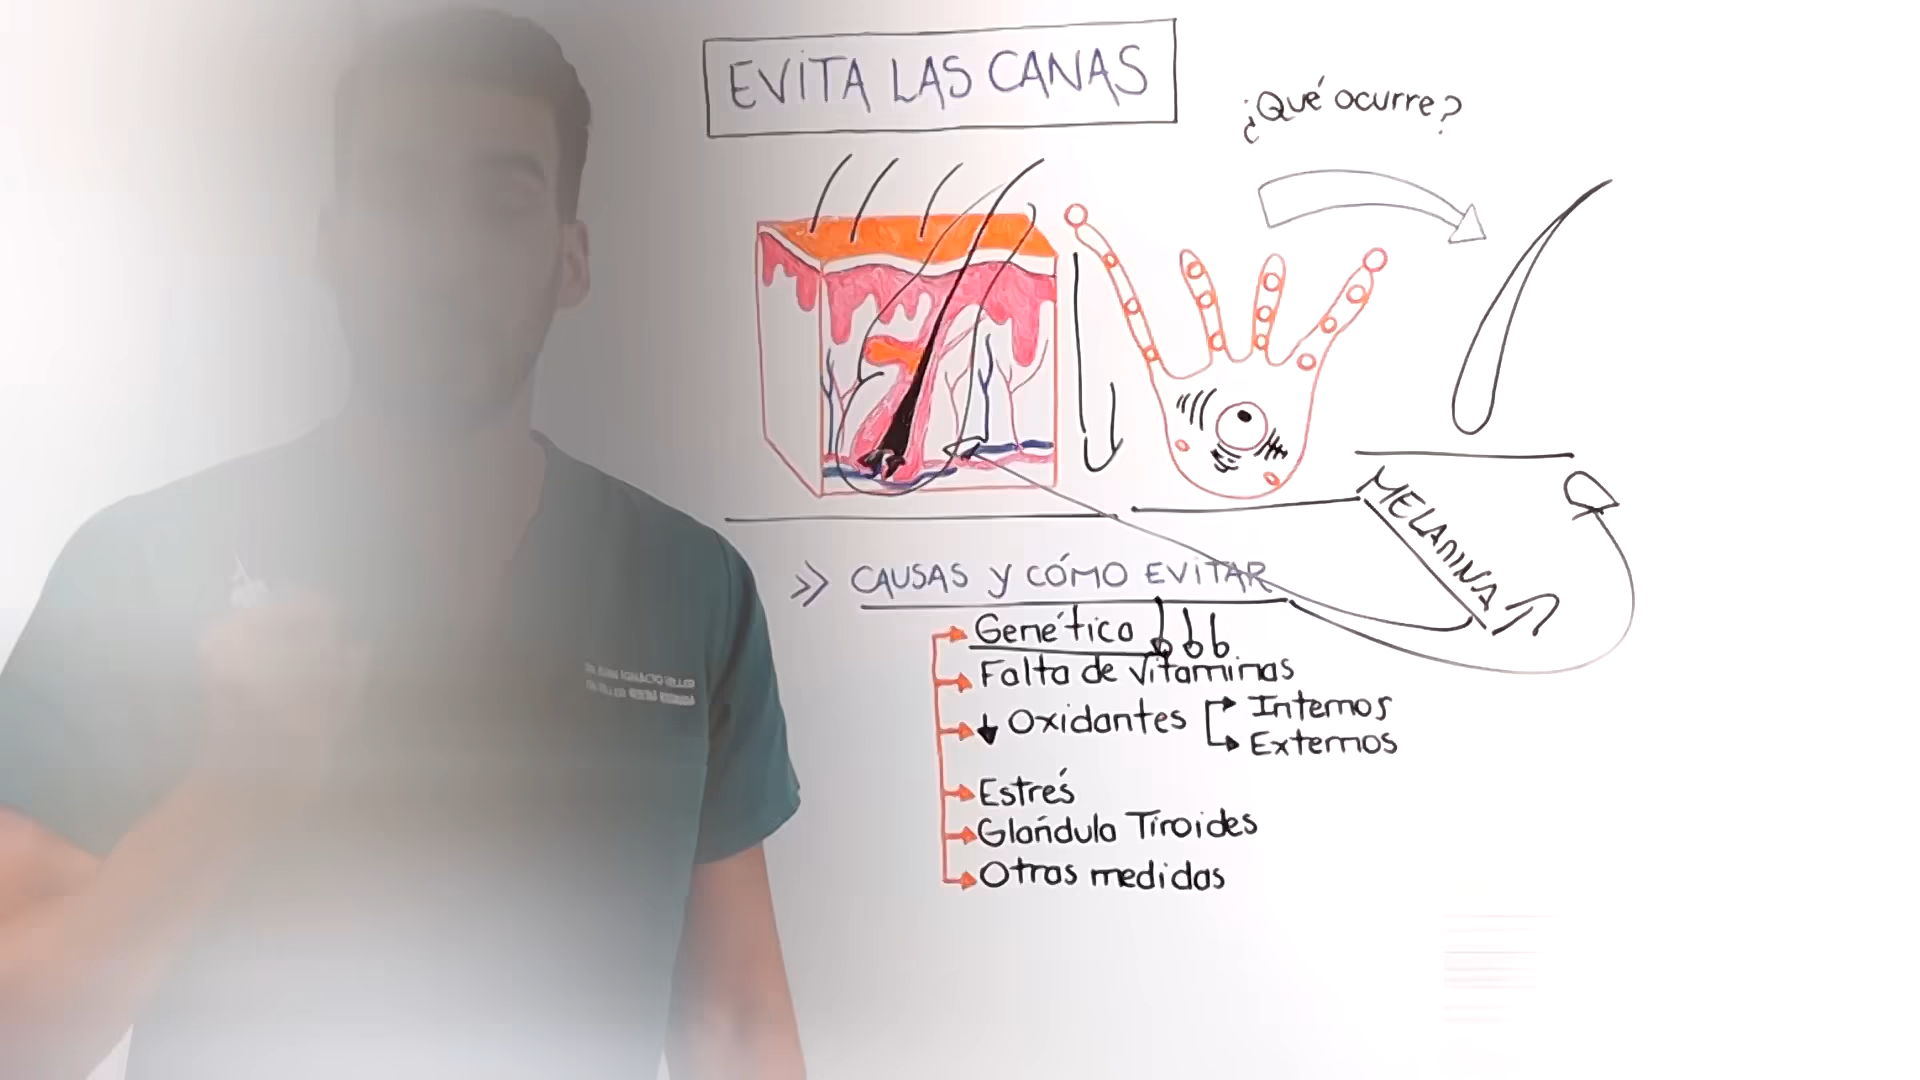 EVITA LAS CANAS
¿Qué ocurre?
MELANINA
>> CAUSAS Y CÓMO EVITAR
Genético
Falta de vitaminas
↓ Oxidantes
Internos
Externos
Estrés
Glándula Tiroides
Otras medidas